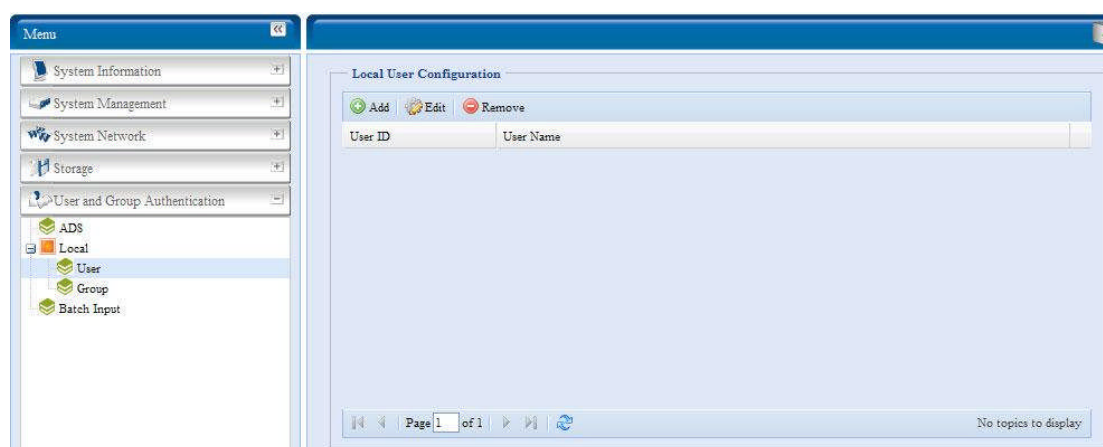 Menu
System Information
System Management
System Network
Storage
User and Group Authentication
ADS
Local
User
Group
Batch Input
Local User Configuration
Add Edit Remove
User ID User Name
Page 1 of 1 No topics to display